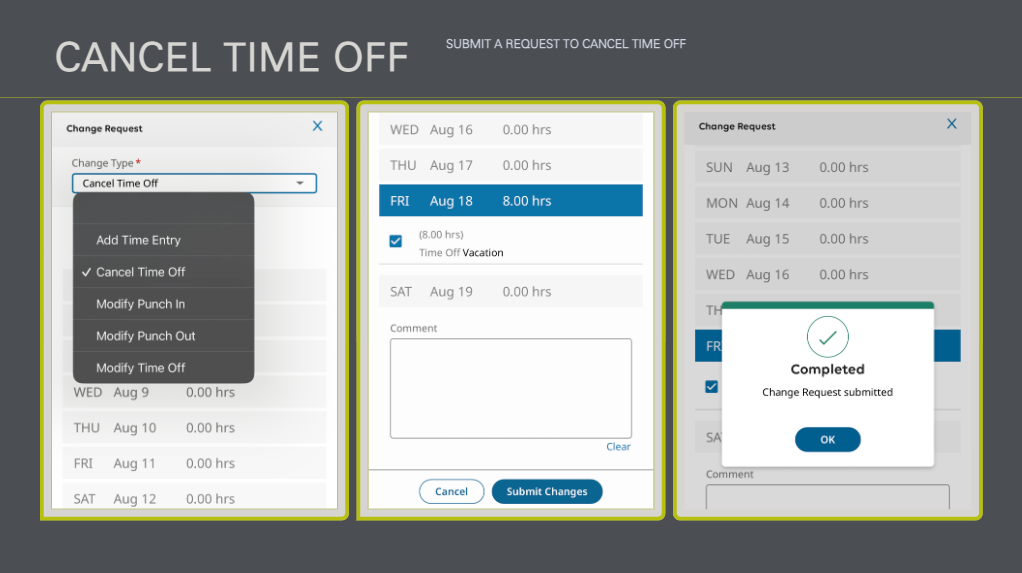 CANCEL TIME OFF
SUBMIT A REQUEST TO CANCEL TIME OFF
Change Request X
Change Type *
Cancel Time Off
Add Time Entry
✓ Cancel Time Off
Modify Punch In
Modify Punch Out
Modify Time Off
WED Aug 9 0.00 hrs
THU Aug 10 0.00 hrs
FRI Aug 11 0.00 hrs
SAT Aug 12 0.00 hrs
WED Aug 16 0.00 hrs
THU Aug 17 0.00 hrs
FRI Aug 18 8.00 hrs
(8.00 hrs)
Time Off Vacation
SAT Aug 19 0.00 hrs
Comment
Clear
Cancel Submit Changes
Change Request X
SUN Aug 13 0.00 hrs
MON Aug 14 0.00 hrs
TUE Aug 15 0.00 hrs
WED Aug 16 0.00 hrs
TH
FR
SA
Completed
Change Request submitted
OK
Comment